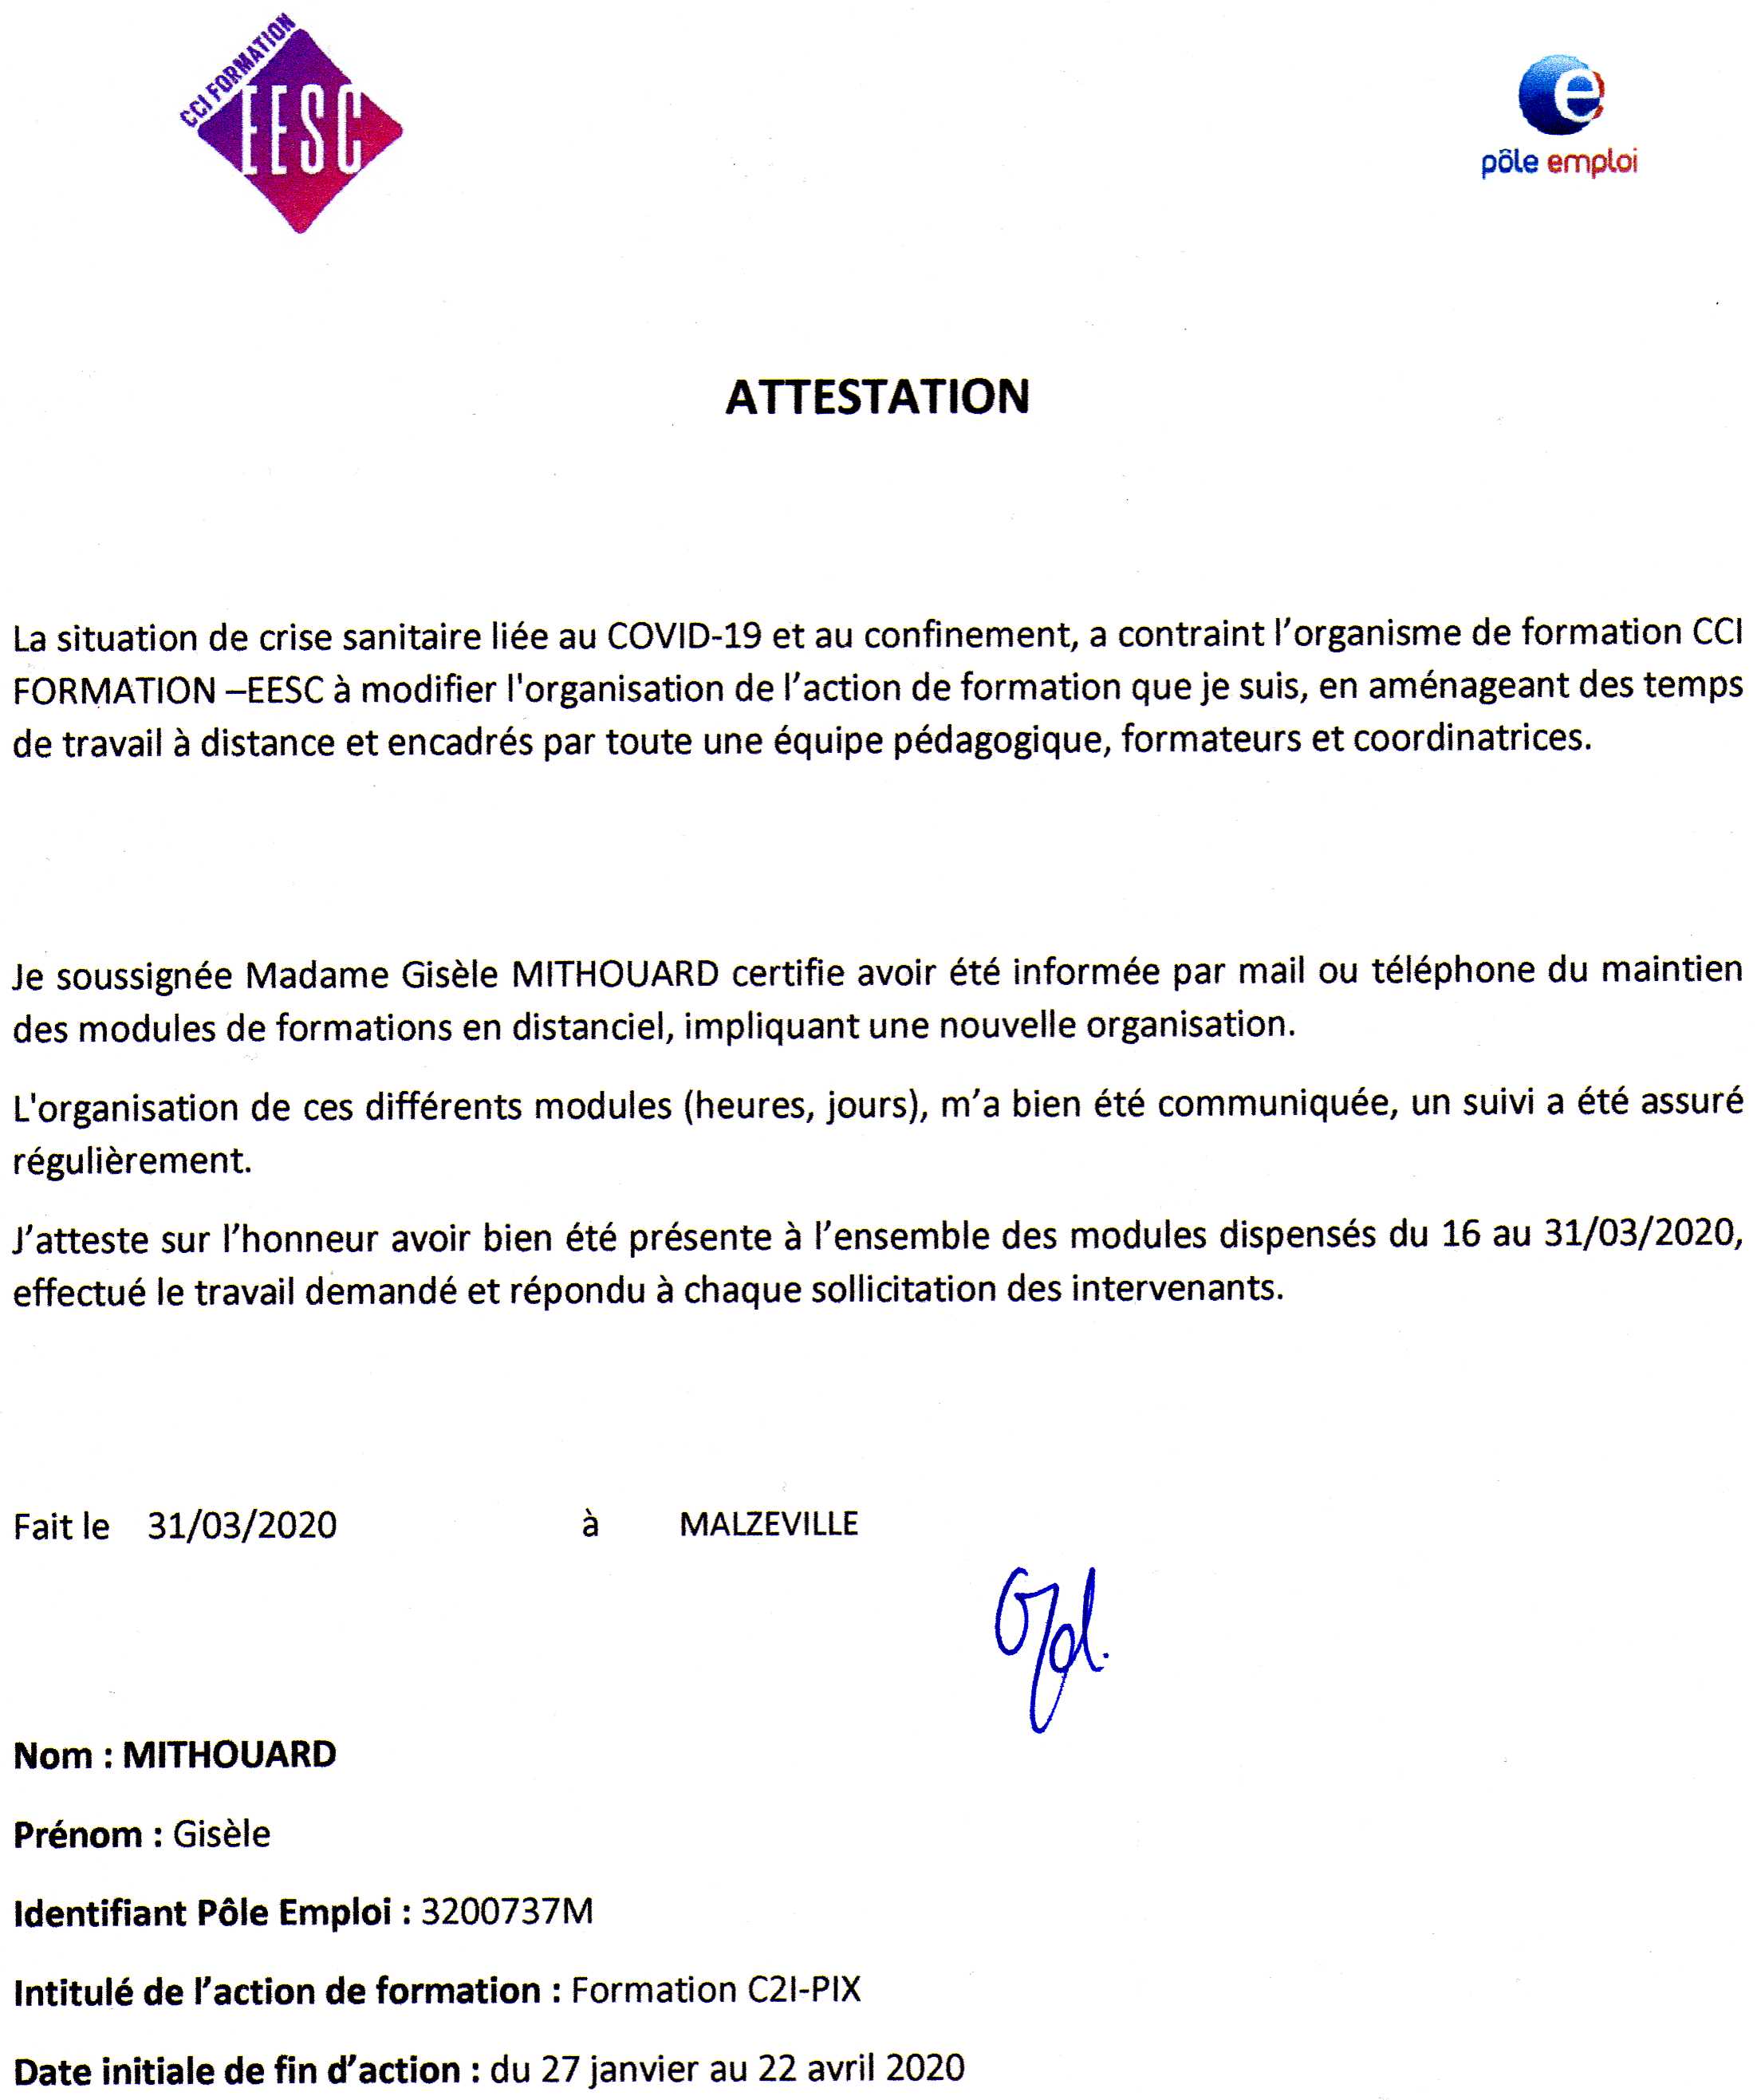 CCI FORMATION
EESC
pôle emploi
ATTESTATION
La situation de crise sanitaire liée au COVID-19 et au confinement, a contraint l’organisme de formation CCI
FORMATION –EESC à modifier l'organisation de l’action de formation que je suis, en aménageant des temps
de travail à distance et encadrés par toute une équipe pédagogique, formateurs et coordinatrices.
Je soussignée Madame Gisèle MITHOUARD certifie avoir été informée par mail ou téléphone du maintien
des modules de formations en distanciel, impliquant une nouvelle organisation.
L'organisation de ces différents modules (heures, jours), m’a bien été communiquée, un suivi a été assuré
régulièrement.
J’atteste sur l’honneur avoir bien été présente à l’ensemble des modules dispensés du 16 au 31/03/2020,
effectué le travail demandé et répondu à chaque sollicitation des intervenants.
Fait le 31/03/2020 à MALZEVILLE
Nom : MITHOUARD
Prénom : Gisèle
Identifiant Pôle Emploi : 3200737M
Intitulé de l’action de formation : Formation C2I-PIX
Date initiale de fin d’action : du 27 janvier au 22 avril 2020